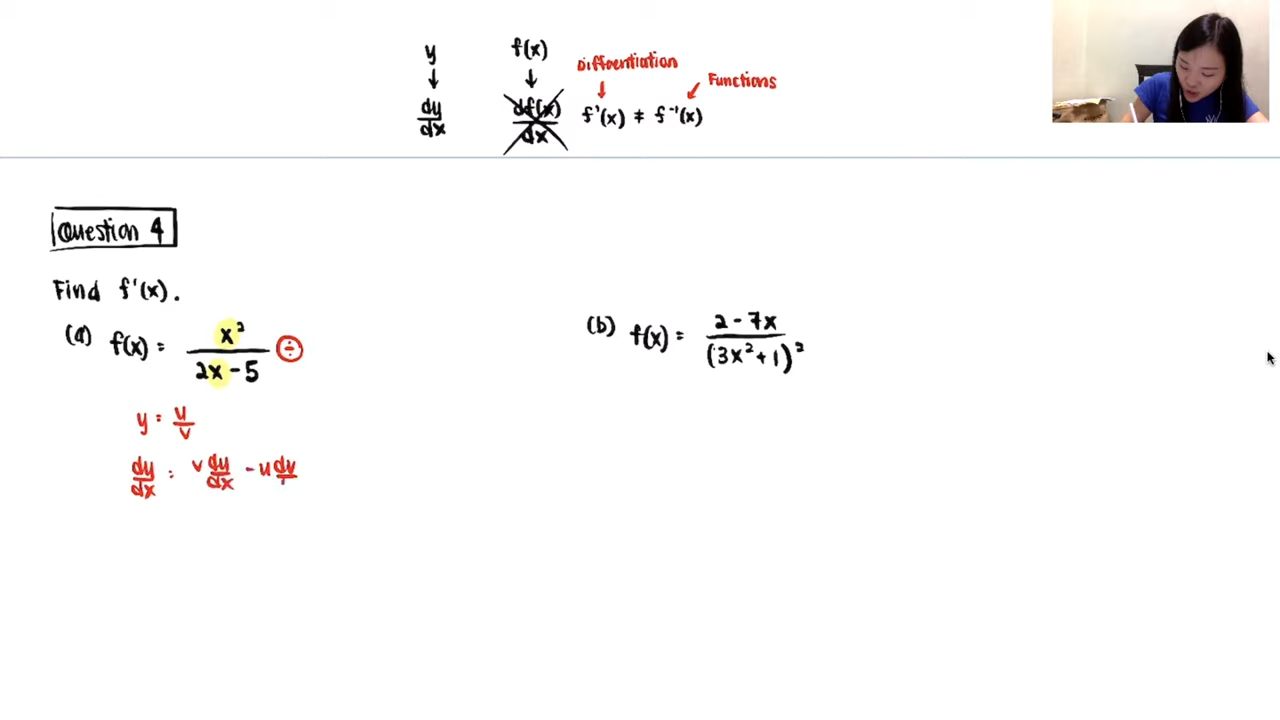 y f(x) Differentiation
↓ ↓ ↓ ↙ Functions
dy/dx df(x)/dx f'(x) ≠ f⁻¹(x)
Question 4
Find f'(x).
(a) f(x) = x²/(2x - 5) ÷
(b) f(x) = (2 - 7x)/(3x² + 1)²
y = u/v
dy/dx = v du/dx - u dv